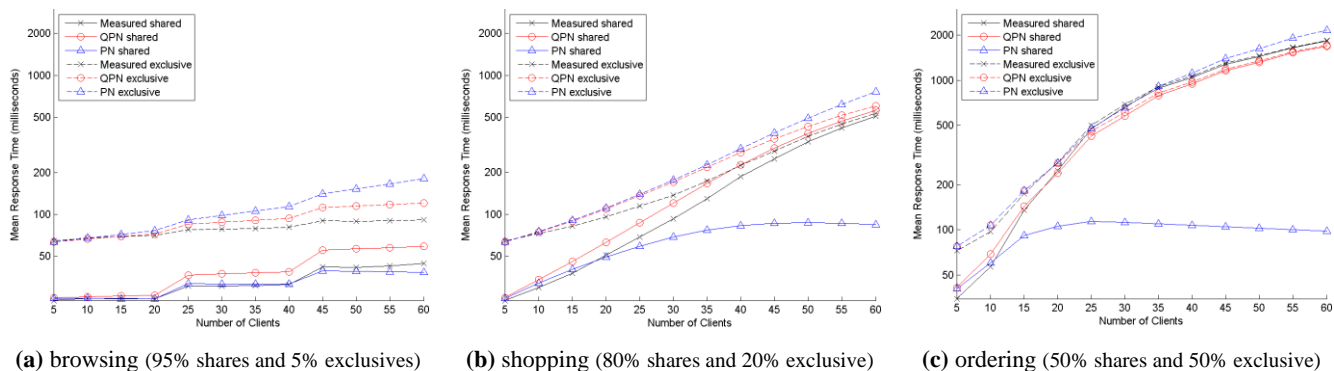 Measured shared
QPN shared
PN shared
Measured exclusive
QPN exclusive
PN exclusive
2000
1000
500
200
100
50
Mean Response Time (milliseconds)
5 10 15 20 25 30 35 40 45 50 55 60
Number of Clients
(a) browsing (95% shares and 5% exclusives)
Measured shared
QPN shared
PN shared
Measured exclusive
QPN exclusive
PN exclusive
2000
1000
500
200
100
50
Mean Response Time (milliseconds)
5 10 15 20 25 30 35 40 45 50 55 60
Number of Clients
(b) shopping (80% shares and 20% exclusive)
Measured shared
QPN shared
PN shared
Measured exclusive
QPN exclusive
PN exclusive
2000
1000
500
200
100
50
Mean Response Time (milliseconds)
5 10 15 20 25 30 35 40 45 50 55 60
Number of Clients
(c) ordering (50% shares and 50% exclusive)